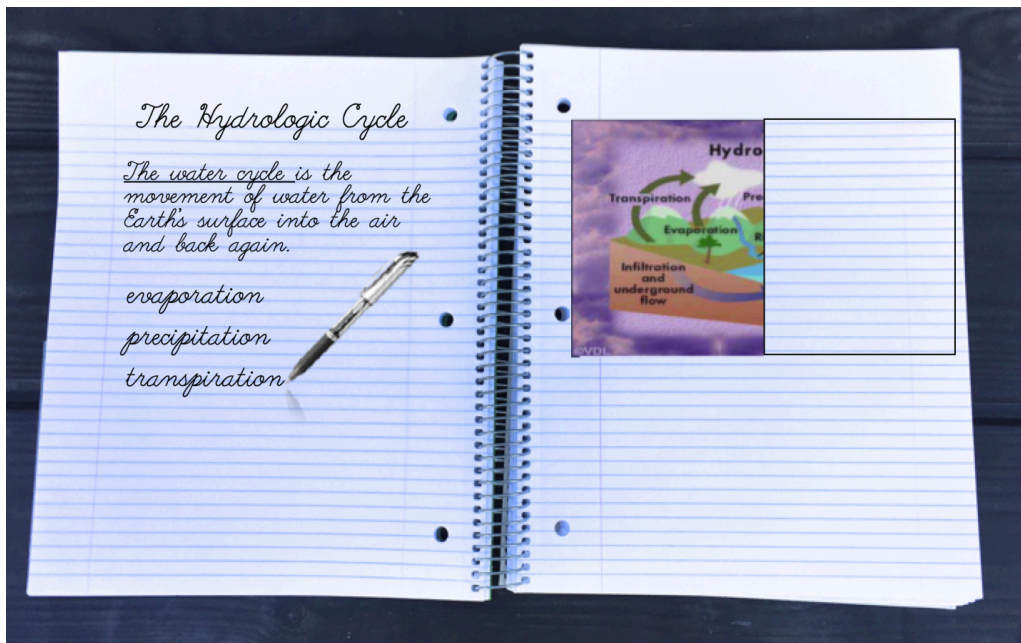 The Hydrologic Cycle
The water cycle is the
movement of water from the
Earth's surface into the air
and back again.
evaporation
precipitation
transpiration
Hydro
Transpiration
Pre
Evaporation
R
Infiltration
and
underground
flow
©VDL